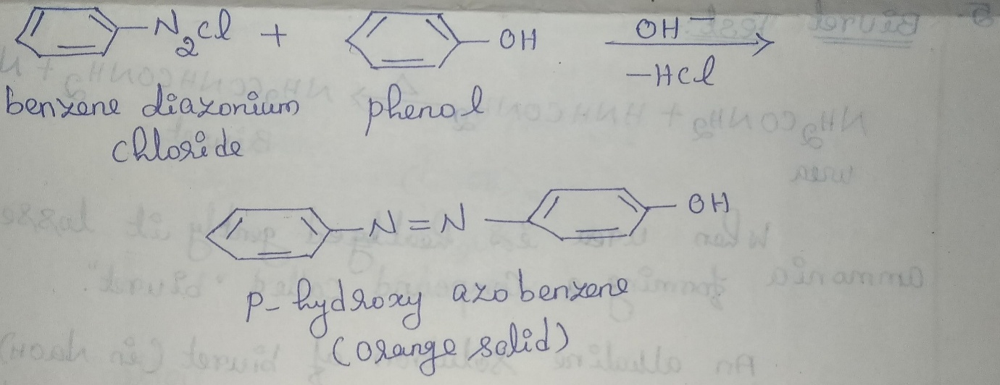 N₂Cl + OH OH⁻
−HCl
benzene diazonium phenol
chloride
N=N OH
p-hydroxy azobenzene
(orange solid)